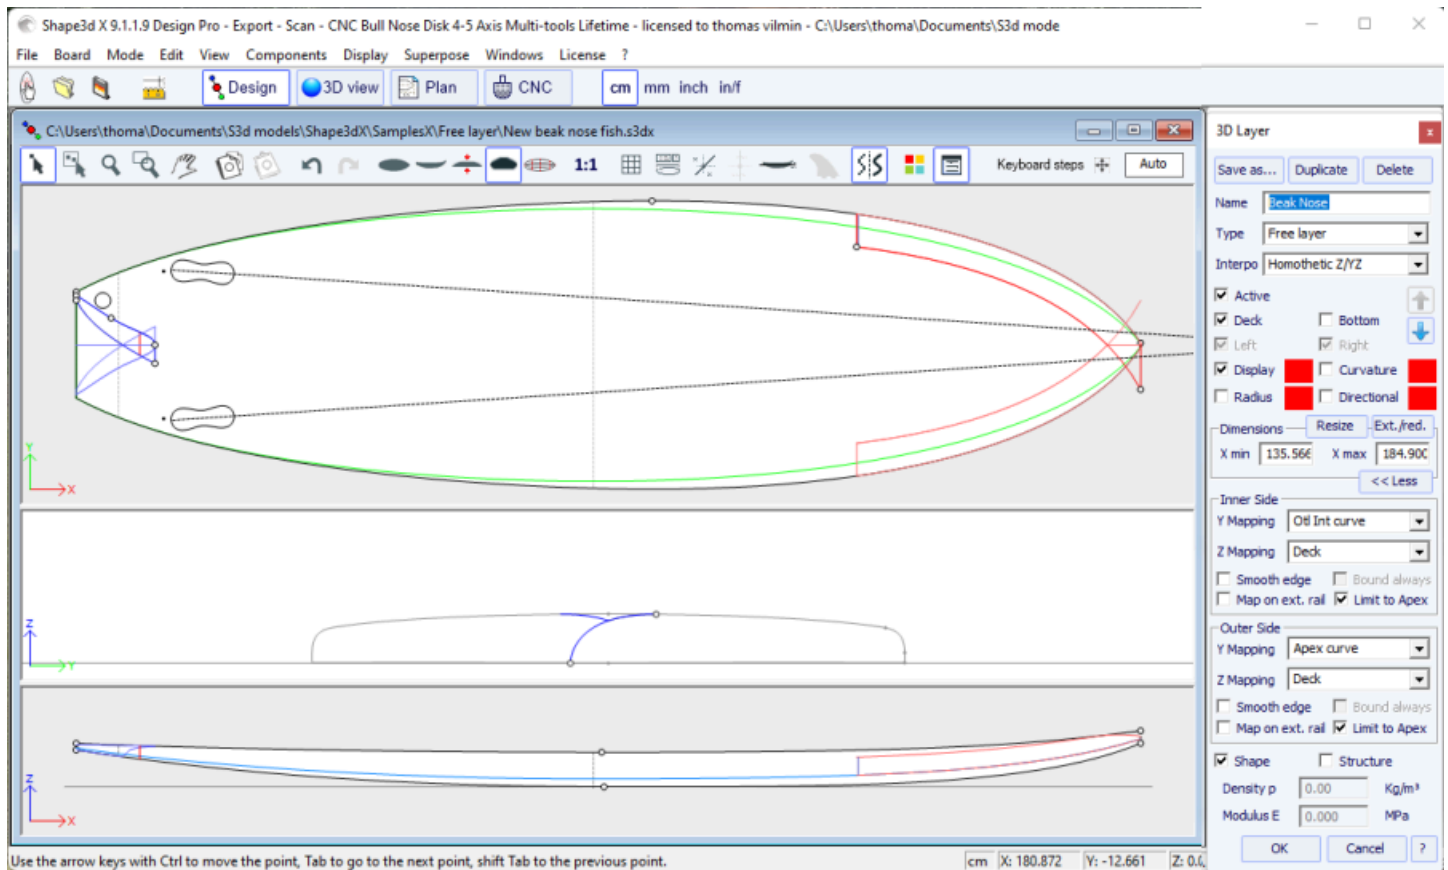 Shape3d X 9.1.1.9 Design Pro - Export - Scan - CNC Bull Nose Disk 4-5 Axis Multi-tools Lifetime - licensed to thomas vilmin - C:\Users\thoma\Documents\S3d mode
File Board Mode Edit View Components Display Superpose Windows License ?
Design 3D view Plan CNC cm mm inch in/f
C:\Users\thoma\Documents\S3d models\Shape3dX\SamplesX\Free layer\New beak nose fish.s3dx
1:1 Keyboard steps Auto
Y
X
Z
Y
Z
X
Use the arrow keys with Ctrl to move the point, Tab to go to the next point, shift Tab to the previous point.
cm X: 180.872 Y: -12.661 Z: 0.0
3D Layer x
Save as... Duplicate Delete
Name Beak Nose
Type Free layer
Interpo Homothetic Z/YZ
Active
Deck Bottom
Left Right
Display Curvature
Radius Directional
Dimensions Resize Ext./red.
X min 135.566 X max 184.900
<< Less
Inner Side
Y Mapping Otl Int curve
Z Mapping Deck
Smooth edge Bound always
Map on ext. rail Limit to Apex
Outer Side
Y Mapping Apex curve
Z Mapping Deck
Smooth edge Bound always
Map on ext. rail Limit to Apex
Shape Structure
Density p 0.00 Kg/m³
Modulus E 0.000 MPa
OK Cancel ?